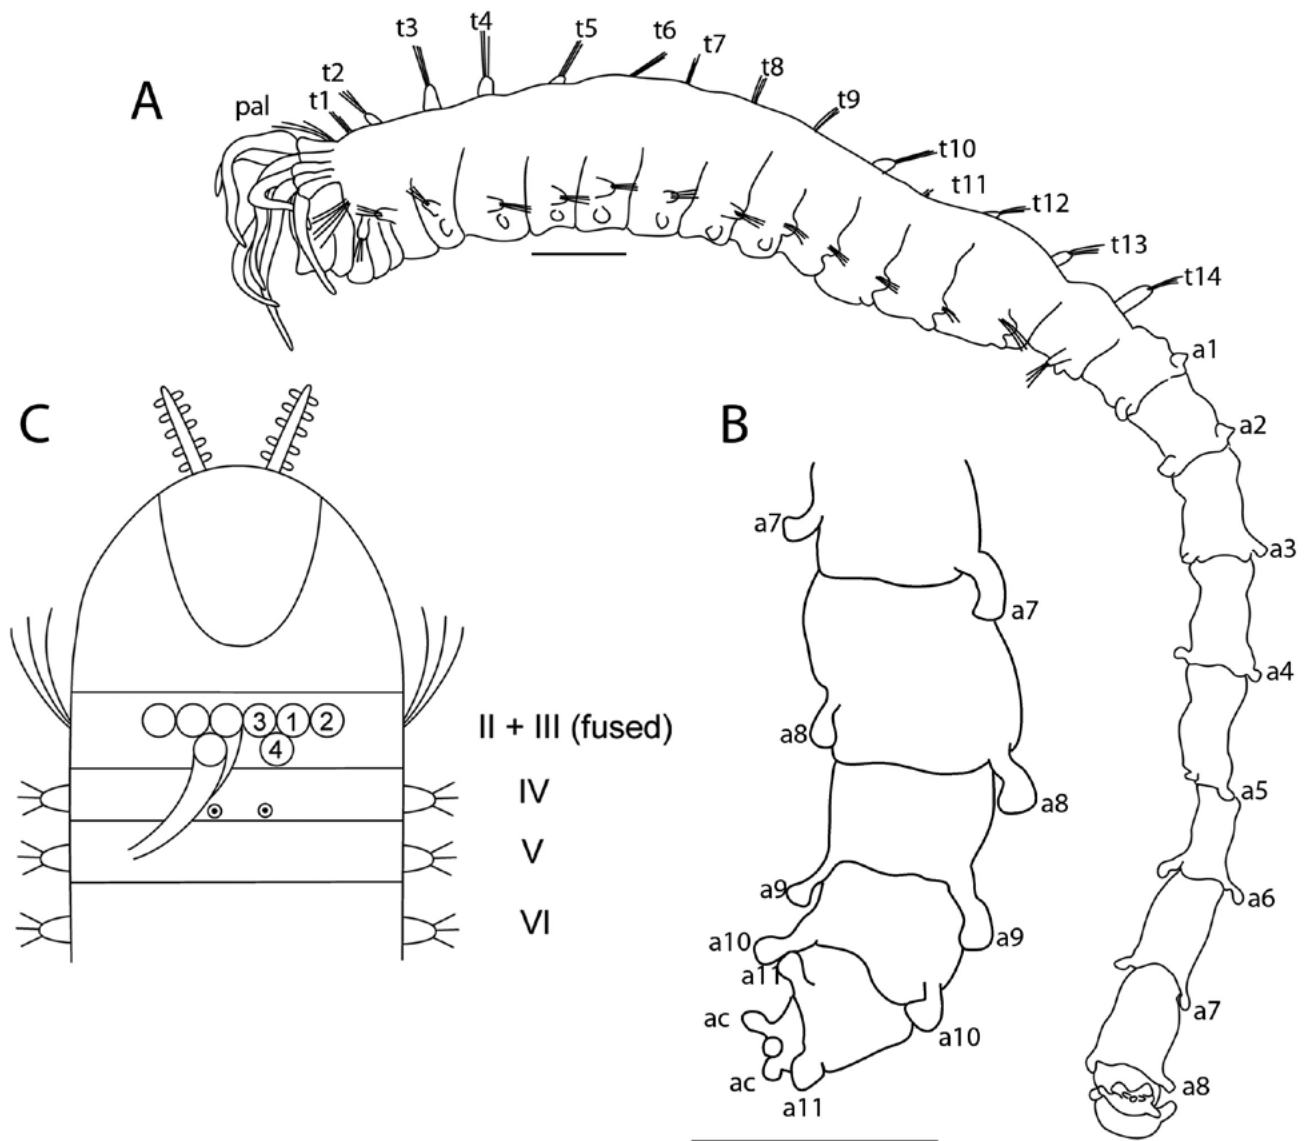 A
pal
t1
t2
t3
t4
t5
t6
t7
t8
t9
t10
t11
t12
t13
t14
a1
a2
a3
a4
a5
a6
a7
a8
C
3 1 2
4
II + III (fused)
IV
V
VI
B
a7
a7
a8
a8
a9
a9
a10
a11
a10
ac
ac
a11